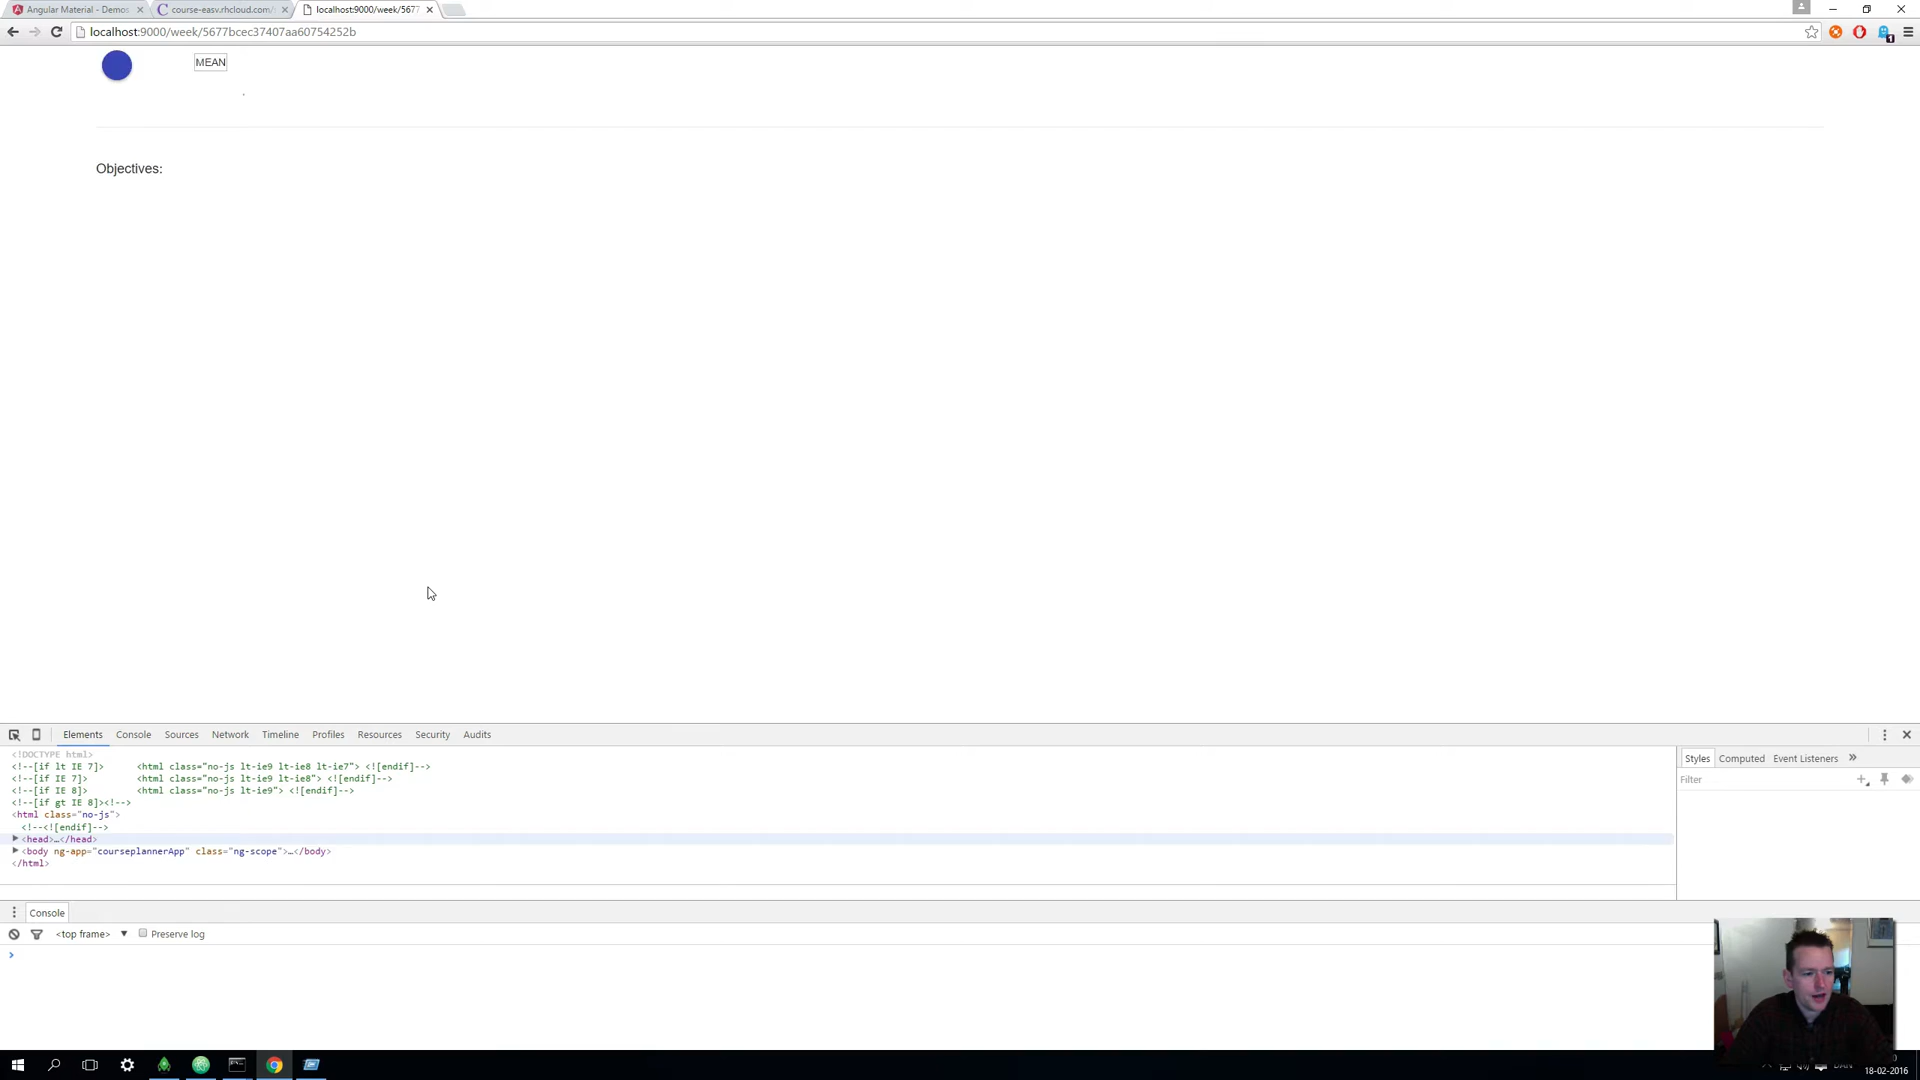 Angular Material - Demos
course-easv.rhcloud.com/
localhost:9000/week/5677
localhost:9000/week/5677bcec37407aa60754252b
1
MEAN
Objectives:
Elements Console Sources Network Timeline Profiles Resources Security Audits
<!DOCTYPE html>
<!--[if lt IE 7]> <html class="no-js lt-ie9 lt-ie8 lt-ie7"> <![endif]-->
<!--[if IE 7]> <html class="no-js lt-ie9 lt-ie8"> <![endif]-->
<!--[if IE 8]> <html class="no-js lt-ie9"> <![endif]-->
<!--[if gt IE 8]><!-->
<html class="no-js">
<!--<![endif]-->
<head>…</head>
<body ng-app="courseplannerApp" class="ng-scope">…</body>
</html>
Styles Computed Event Listeners
Filter
Console
<top frame> Preserve log
18-02-2016